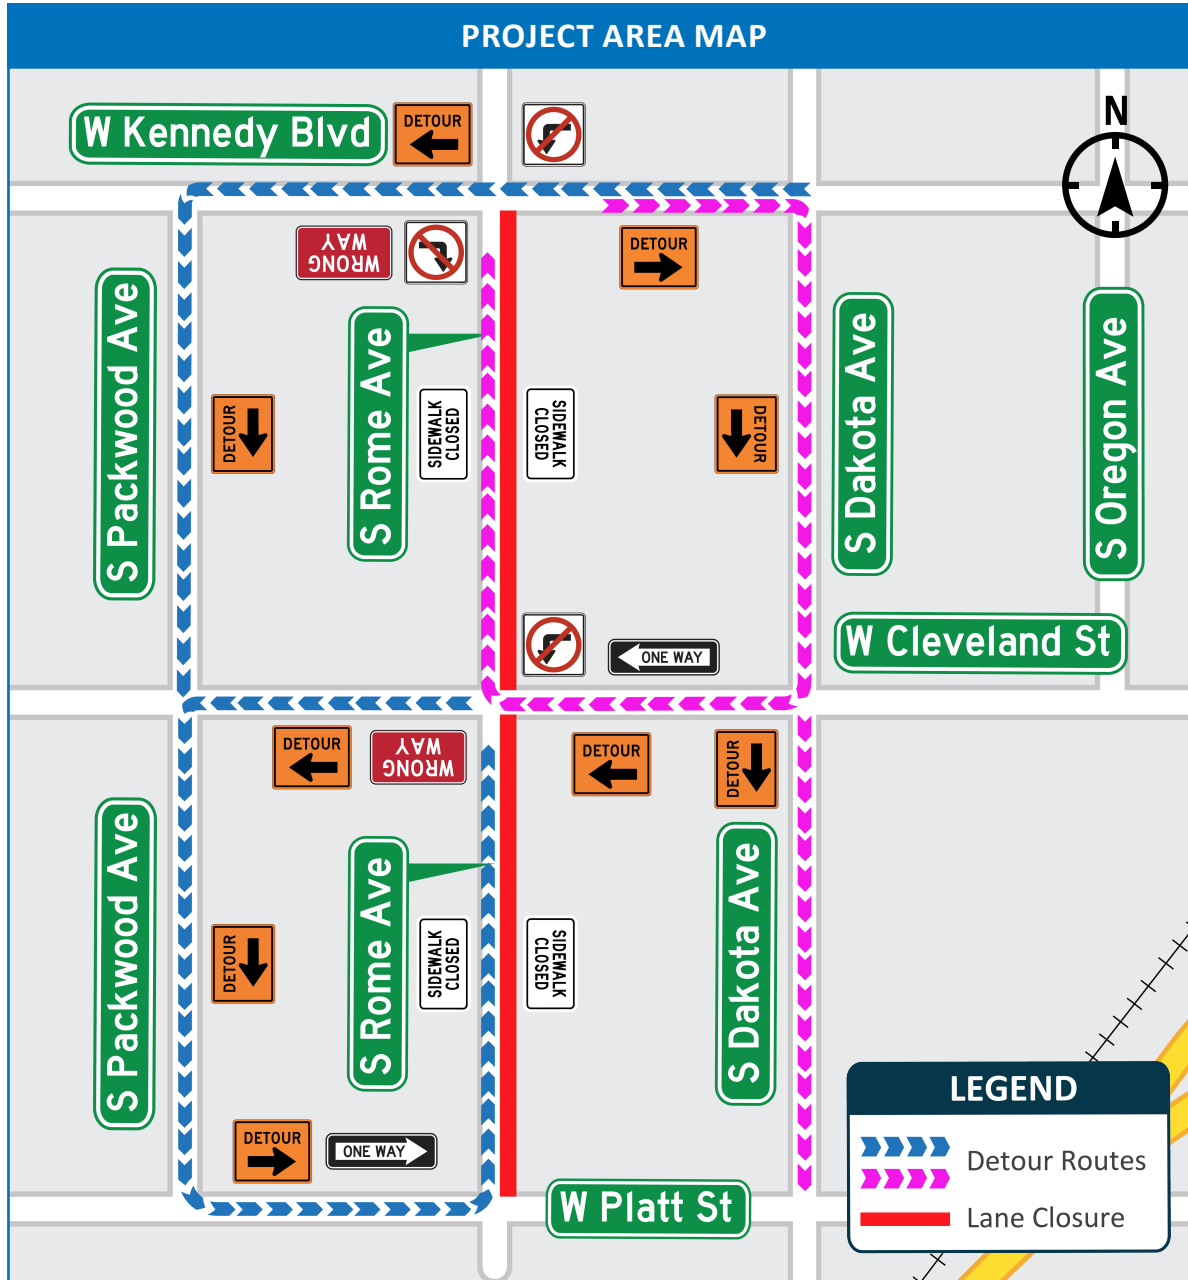 PROJECT AREA MAP
W Kennedy Blvd
DETOUR
N
WRONG
WAY
DETOUR
S Packwood Ave
S Rome Ave
S Dakota Ave
S Oregon Ave
DETOUR
SIDEWALK
CLOSED
SIDEWALK
CLOSED
DETOUR
ONE WAY
W Cleveland St
DETOUR
WRONG
WAY
DETOUR
DETOUR
S Packwood Ave
S Rome Ave
S Dakota Ave
DETOUR
SIDEWALK
CLOSED
SIDEWALK
CLOSED
DETOUR
ONE WAY
W Platt St
LEGEND
Detour Routes
Lane Closure